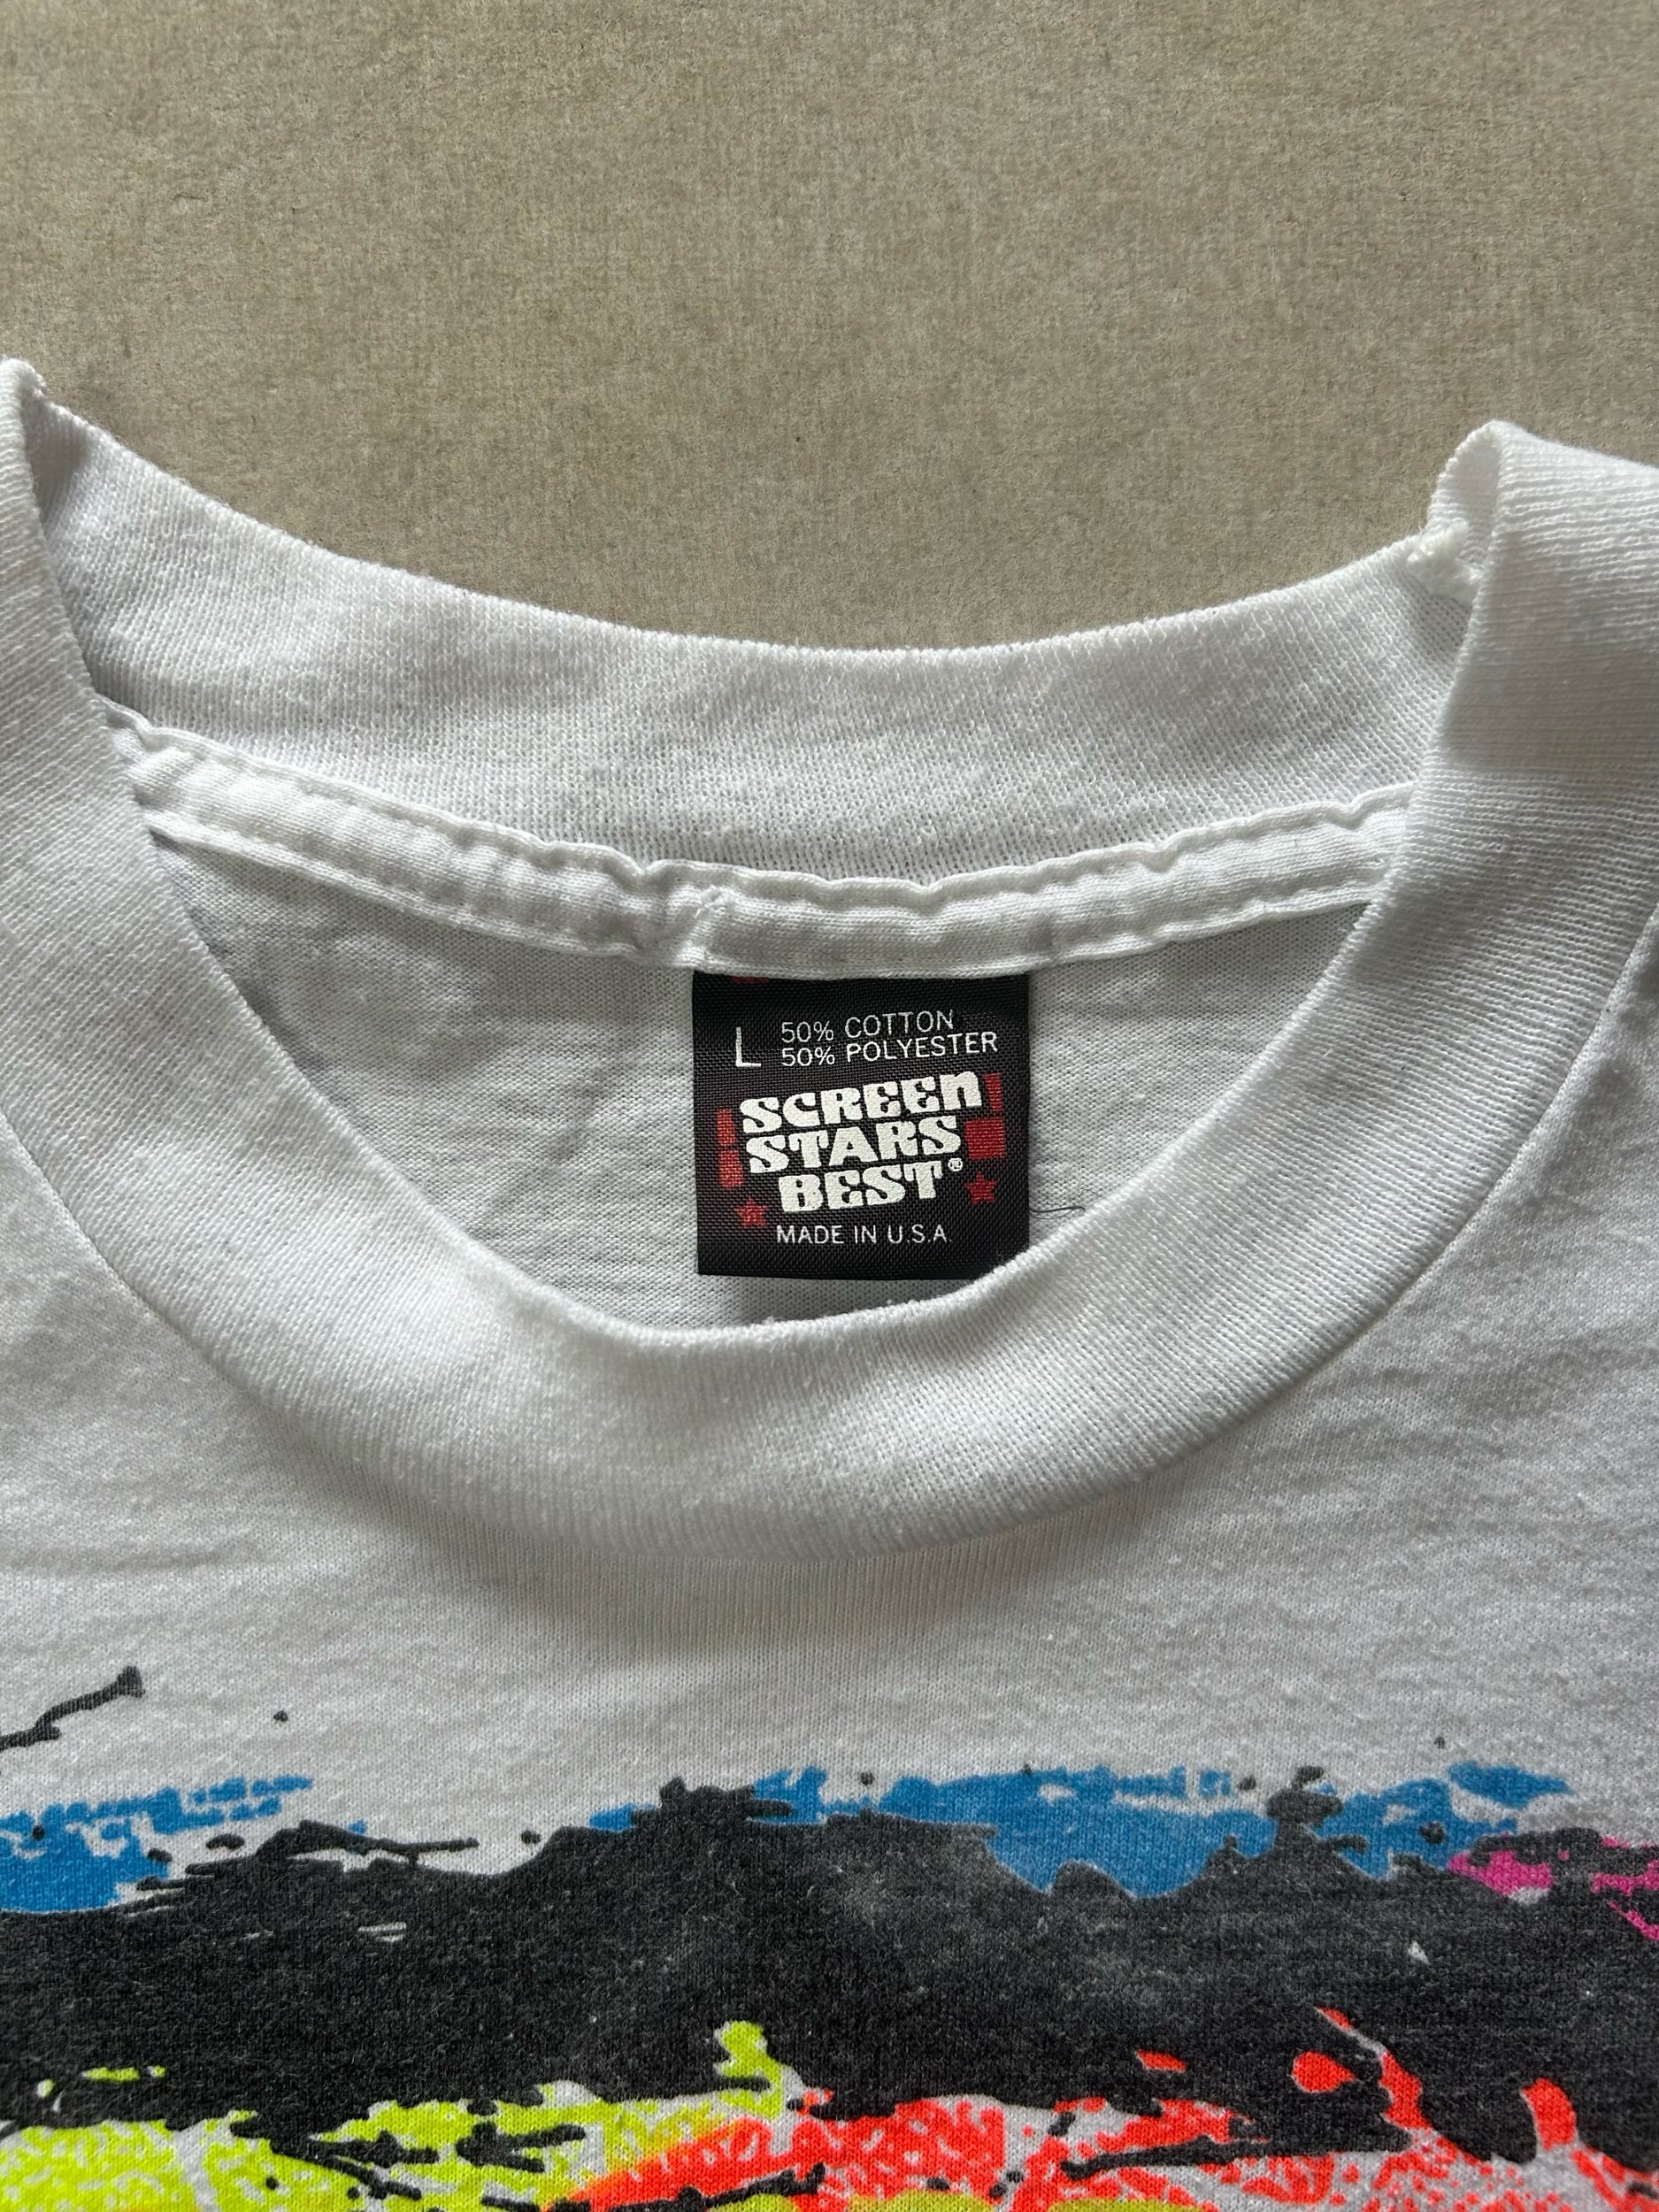 L 50% COTTON
50% POLYESTER
SCREEN
STARS
BEST®
MADE IN U.S.A